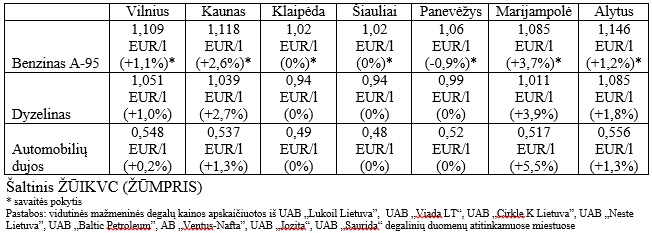 Vilnius Kaunas Klaipėda Šiauliai Panevėžys Marijampolė Alytus
1,109 1,118 1,02 1,02 1,06 1,085 1,146
EUR/l EUR/l EUR/l EUR/l EUR/l EUR/l EUR/l
Benzinas A-95 (+1,1%)* (+2,6%)* (0%)* (0%)* (-0,9%)* (+3,7%)* (+1,2%)*
1,051 1,039 0,94 0,94 0,99 1,011 1,085
EUR/l EUR/l EUR/l EUR/l EUR/l EUR/l EUR/l
Dyzelinas (+1,0%) (+2,7%) (0%) (0%) (0%) (+3,9%) (+1,8%)
0,548 0,537 0,49 0,48 0,52 0,517 0,556
Automobilių EUR/l EUR/l EUR/l EUR/l EUR/l EUR/l EUR/l
dujos (+0,2%) (+1,3%) (0%) (0%) (0%) (+5,5%) (+1,3%)
Šaltinis ŽŪIKVC (ŽŪMPRIS)
* savaitės pokytis
Pastabos: vidutinės mažmeninės degalų kainos apskaičiuotos iš UAB „Lukoil Lietuva”, UAB „Viada LT“, UAB „Cirkle K Lietuva”, UAB „Neste
Lietuva”, UAB „Baltic Petroleum”, AB „Ventus-Nafta”, UAB „Jozita“, UAB „Saurida” degalinių duomenų atitinkamuose miestuose